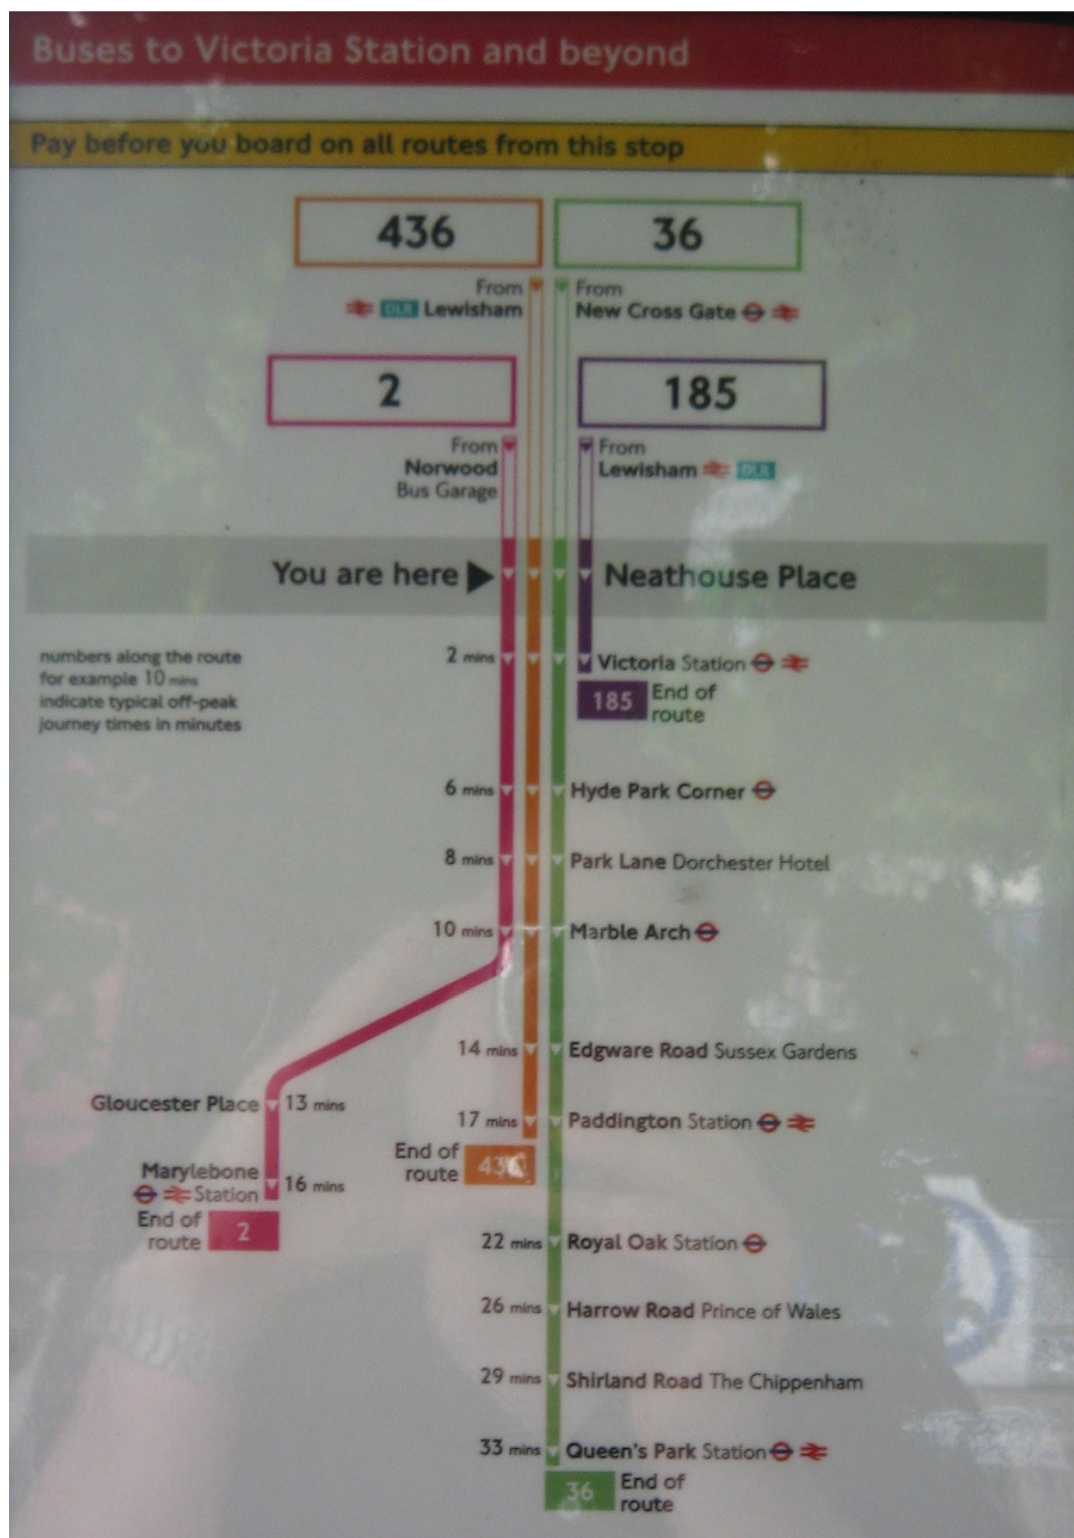 Buses to Victoria Station and beyond
Pay before you board on all routes from this stop
436
36
From
DLR Lewisham
From
New Cross Gate
2
185
From
Norwood
Bus Garage
From
Lewisham DLR
You are here
Neathouse Place
numbers along the route
for example 10 mins
indicate typical off-peak
journey times in minutes
2 mins
Victoria Station
185
End of
route
6 mins
Hyde Park Corner
8 mins
Park Lane Dorchester Hotel
10 mins
Marble Arch
14 mins
Edgware Road Sussex Gardens
Gloucester Place
13 mins
17 mins
Paddington Station
End of
route
436
Marylebone
Station
16 mins
End of
route
2
22 mins
Royal Oak Station
26 mins
Harrow Road Prince of Wales
29 mins
Shirland Road The Chippenham
33 mins
Queen's Park Station
36
End of
route